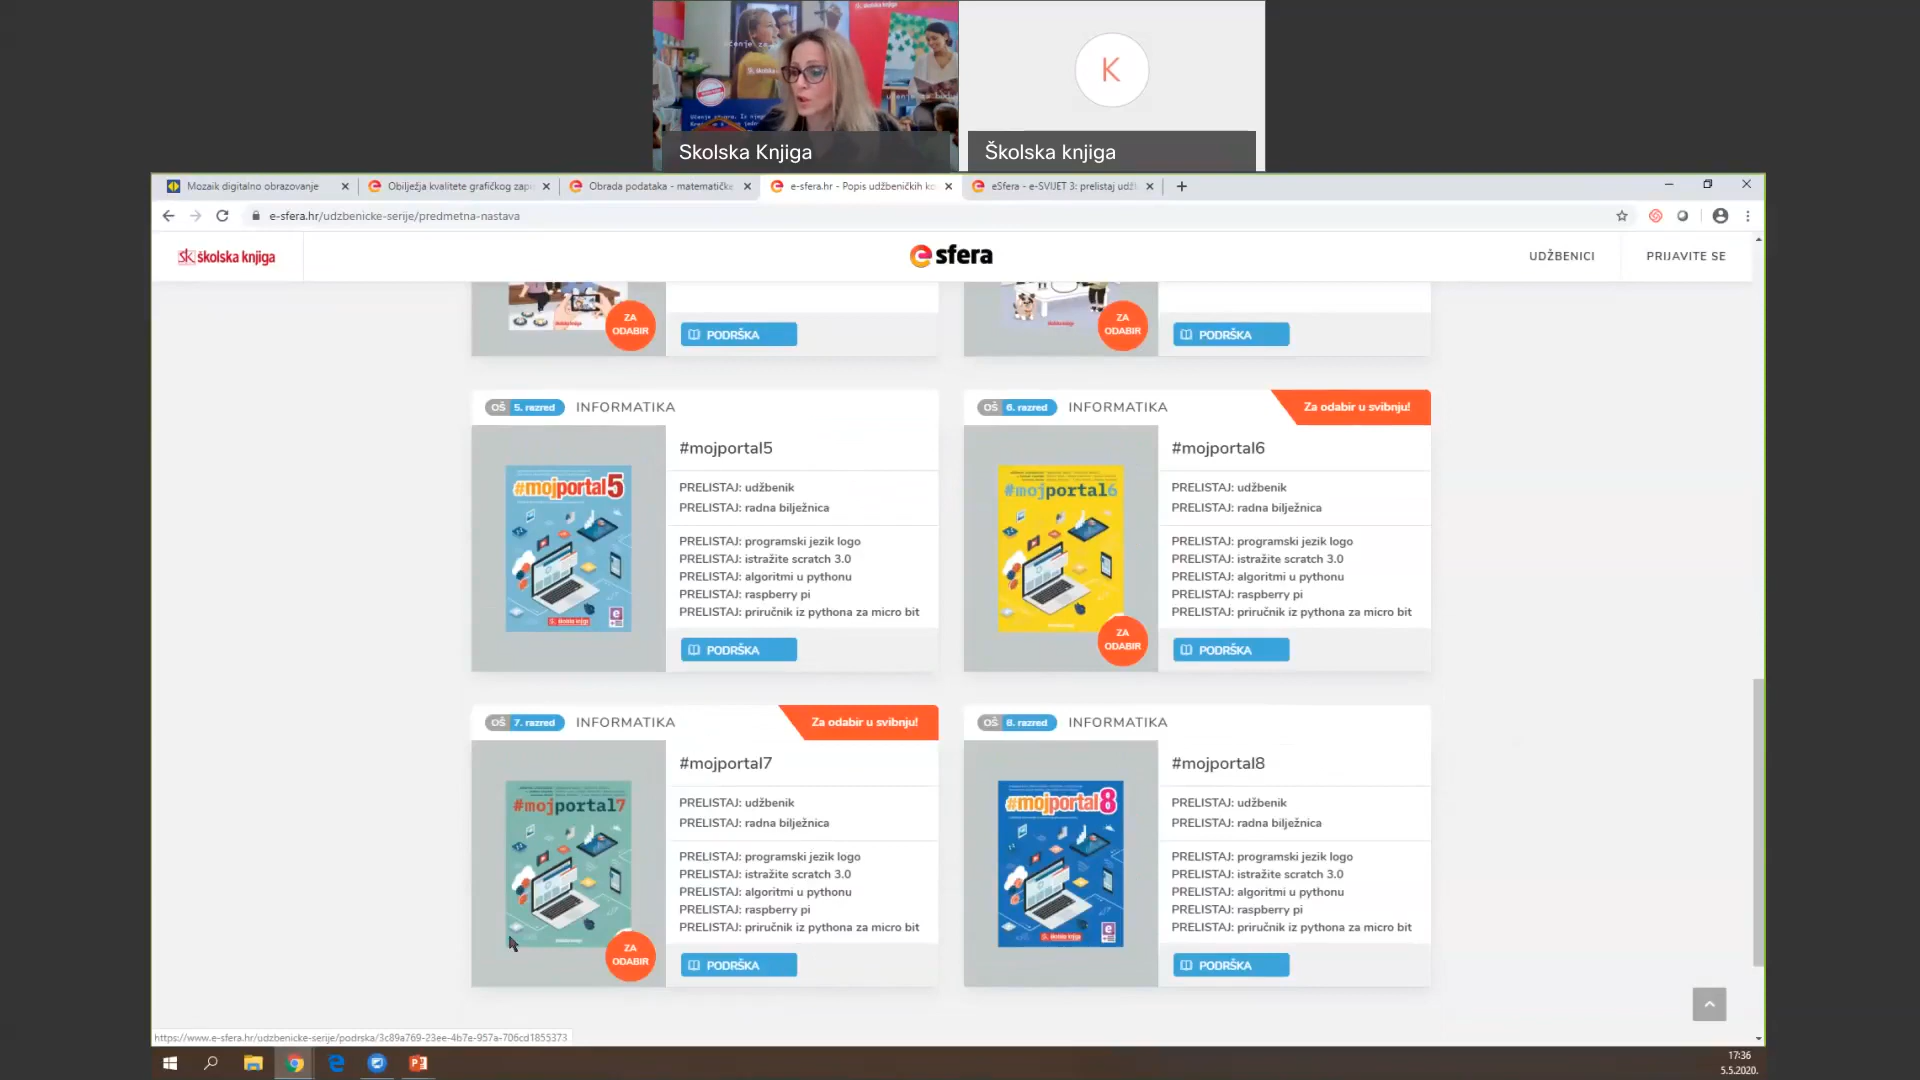 školska knjiga
učenje za
Skolska Knjiga
K
Školska knjiga
Mozaik digitalno obrazovanje
Obilježja kvalitete grafičkog zapi
Obrada podataka - matematička
e-sfera.hr - Popis udžbeničkih ko
eSfera - e-SVIJET 3: prelistaj udžb
e-sfera.hr/udzbenicke-serije/predmetna-nastava
školska knjiga
esfera
UDŽBENICI
PRIJAVITE SE
ZA
ODABIR
PODRŠKA
ZA
ODABIR
PODRŠKA
OŠ 5. razred INFORMATIKA
#mojportal5
#mojportal5
PRELISTAJ: udžbenik
PRELISTAJ: radna bilježnica
PRELISTAJ: programski jezik logo
PRELISTAJ: istražite scratch 3.0
PRELISTAJ: algoritmi u pythonu
PRELISTAJ: raspberry pi
PRELISTAJ: priručnik iz pythona za micro bit
PODRŠKA
OŠ 6. razred INFORMATIKA
Za odabir u svibnju!
#mojportal6
#mojportal6
PRELISTAJ: udžbenik
PRELISTAJ: radna bilježnica
PRELISTAJ: programski jezik logo
PRELISTAJ: istražite scratch 3.0
PRELISTAJ: algoritmi u pythonu
PRELISTAJ: raspberry pi
PRELISTAJ: priručnik iz pythona za micro bit
ZA
ODABIR
PODRŠKA
OŠ 7. razred INFORMATIKA
Za odabir u svibnju!
#mojportal7
#mojportal7
PRELISTAJ: udžbenik
PRELISTAJ: radna bilježnica
PRELISTAJ: programski jezik logo
PRELISTAJ: istražite scratch 3.0
PRELISTAJ: algoritmi u pythonu
PRELISTAJ: raspberry pi
PRELISTAJ: priručnik iz pythona za micro bit
ZA
ODABIR
PODRŠKA
OŠ 8. razred INFORMATIKA
#mojportal8
#mojportal8
PRELISTAJ: udžbenik
PRELISTAJ: radna bilježnica
PRELISTAJ: programski jezik logo
PRELISTAJ: istražite scratch 3.0
PRELISTAJ: algoritmi u pythonu
PRELISTAJ: raspberry pi
PRELISTAJ: priručnik iz pythona za micro bit
školska knjiga
PODRŠKA
https://www.e-sfera.hr/udzbenicke-serije/podrska/3c89a769-23ee-4b7e-957a-706cd1855373
17:36
5.5.2020.